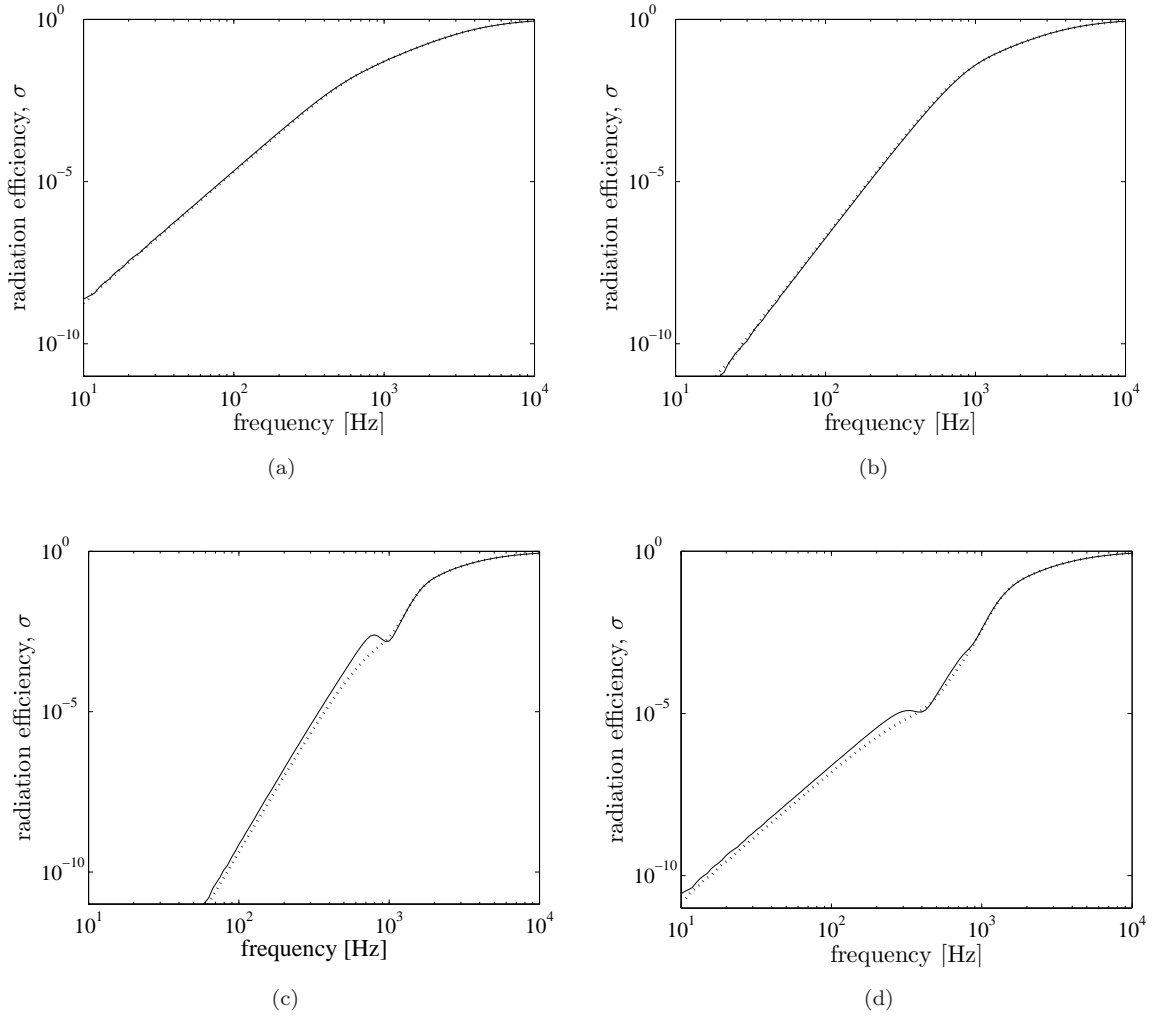 10^0
10^-5
10^-10
radiation efficiency, σ
10^1 10^2 10^3 10^4
frequency [Hz]
(a)
10^0
10^-5
10^-10
radiation efficiency, σ
10^1 10^2 10^3 10^4
frequency [Hz]
(b)
10^0
10^-5
10^-10
radiation efficiency, σ
10^1 10^2 10^3 10^4
frequency [Hz]
(c)
10^0
10^-5
10^-10
radiation efficiency, σ
10^1 10^2 10^3 10^4
frequency [Hz]
(d)